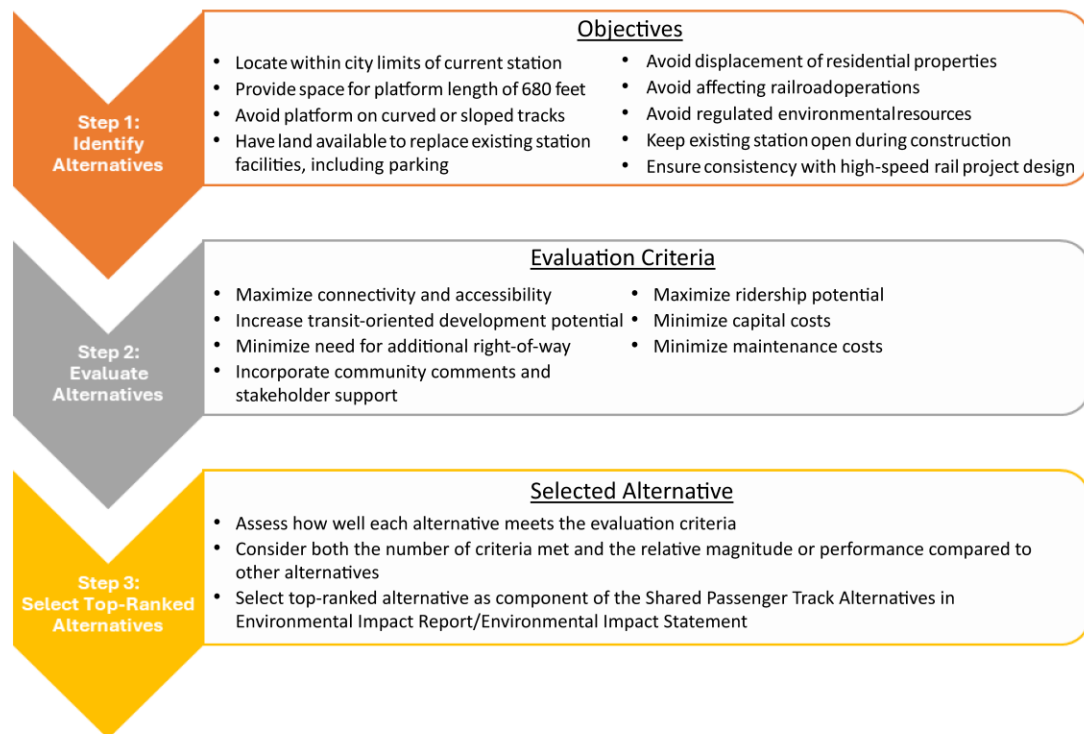 Step 1:
Identify
Alternatives
Objectives
• Locate within city limits of current station
• Provide space for platform length of 680 feet
• Avoid platform on curved or sloped tracks
• Have land available to replace existing station
facilities, including parking
• Avoid displacement of residential properties
• Avoid affecting railroad operations
• Avoid regulated environmental resources
• Keep existing station open during construction
• Ensure consistency with high-speed rail project design
Step 2:
Evaluate
Alternatives
Evaluation Criteria
• Maximize connectivity and accessibility
• Increase transit-oriented development potential
• Minimize need for additional right-of-way
• Incorporate community comments and
stakeholder support
• Maximize ridership potential
• Minimize capital costs
• Minimize maintenance costs
Step 3:
Select Top-Ranked
Alternatives
Selected Alternative
• Assess how well each alternative meets the evaluation criteria
• Consider both the number of criteria met and the relative magnitude or performance compared to
other alternatives
• Select top-ranked alternative as component of the Shared Passenger Track Alternatives in
Environmental Impact Report/Environmental Impact Statement